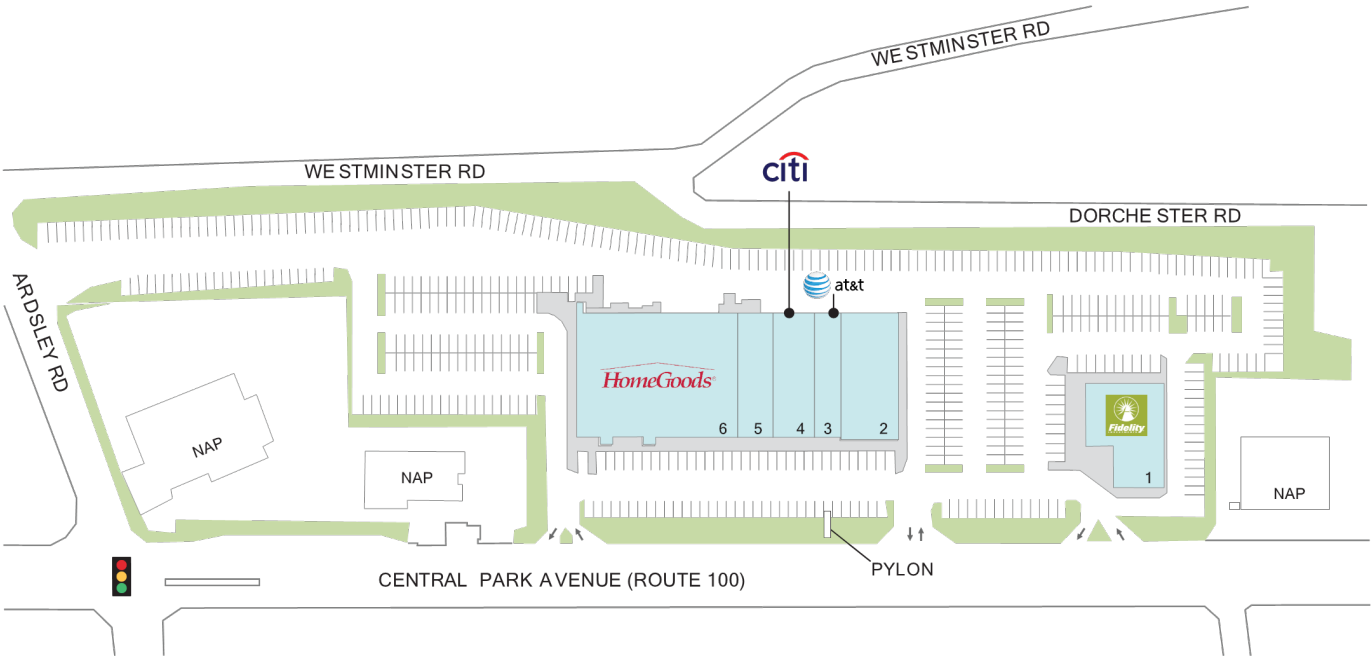 WESTMINSTER RD
citi
WESTMINSTER RD
DORCHESTER RD
at&t
ARDSLEY RD
HomeGoods
Fidelity
6
5
4
3
2
1
NAP
NAP
NAP
PYLON
CENTRAL PARK AVENUE (ROUTE 100)